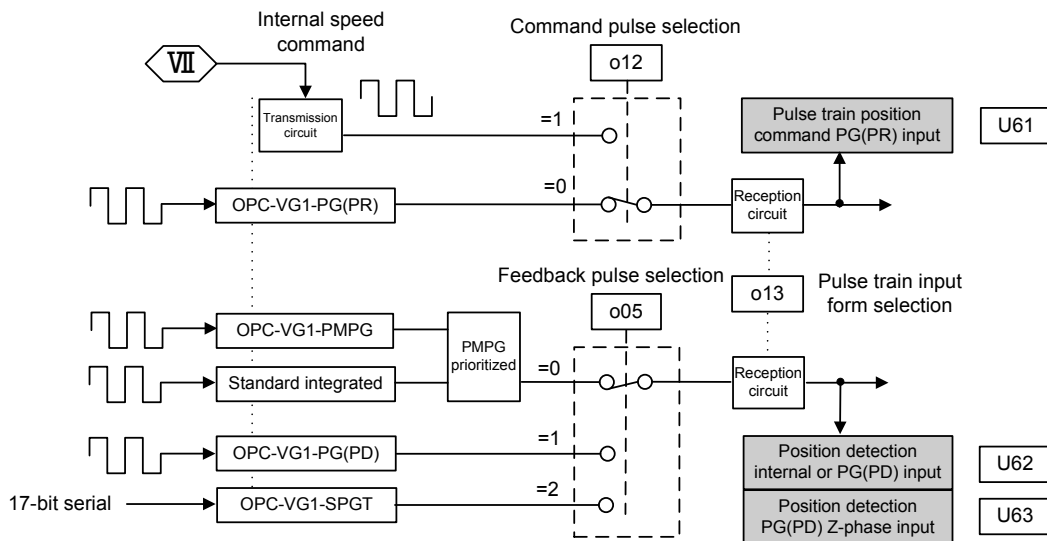 Internal speed
command
Command pulse selection
Ⅶ
o12
Transmission
circuit
=1
Pulse train position
command PG(PR) input
U61
OPC-VG1-PG(PR)
=0
Reception
circuit
Feedback pulse selection
o05
o13
Pulse train input
form selection
OPC-VG1-PMPG
PMPG
prioritized
Standard integrated
=0
Reception
circuit
OPC-VG1-PG(PD)
=1
Position detection
internal or PG(PD) input
U62
17-bit serial
OPC-VG1-SPGT
=2
Position detection
PG(PD) Z-phase input
U63